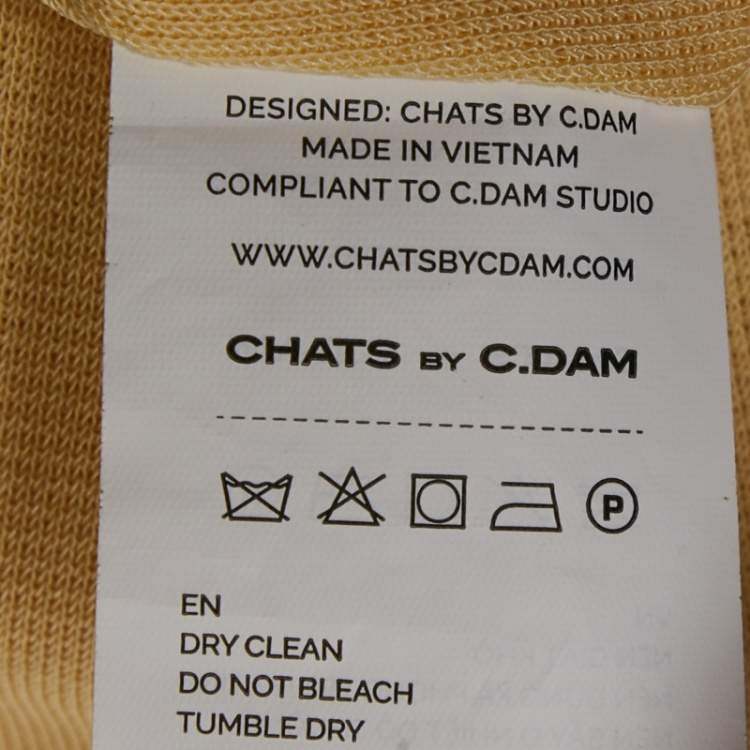 DESIGNED: CHATS BY C.DAM
MADE IN VIETNAM
COMPLIANT TO C.DAM STUDIO
WWW.CHATSBYCDAM.COM
CHATS BY C.DAM
P
EN
DRY CLEAN
DO NOT BLEACH
TUMBLE DRY